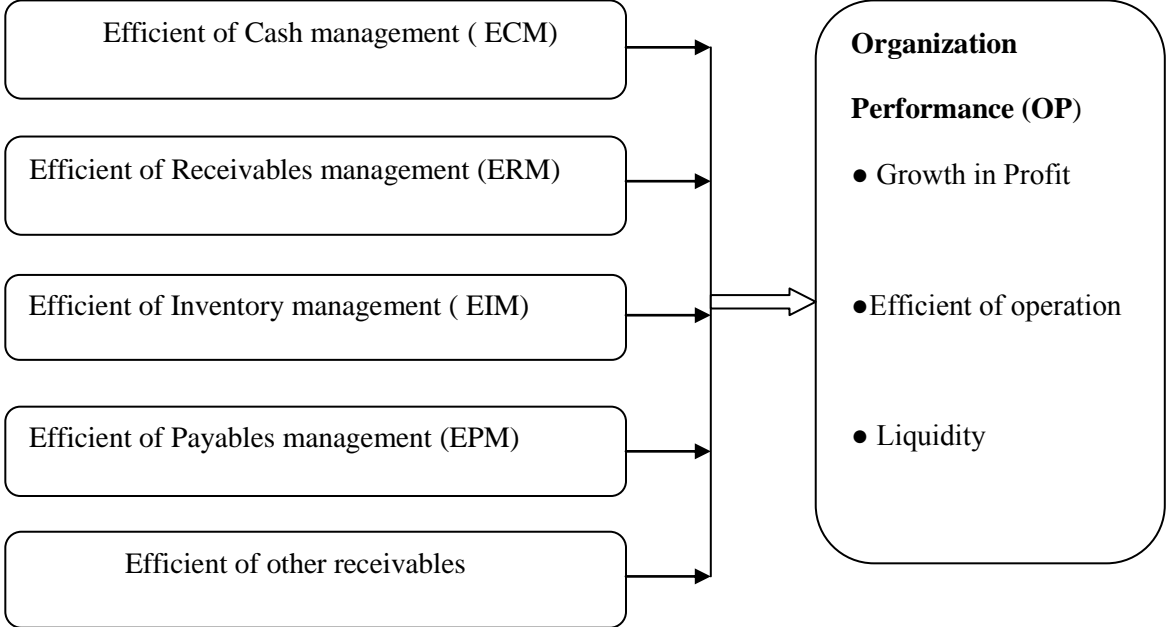 Efficient of Cash management ( ECM)
Efficient of Receivables management (ERM)
Efficient of Inventory management ( EIM)
Efficient of Payables management (EPM)
Efficient of other receivables
Organization
Performance (OP)
● Growth in Profit
●Efficient of operation
● Liquidity